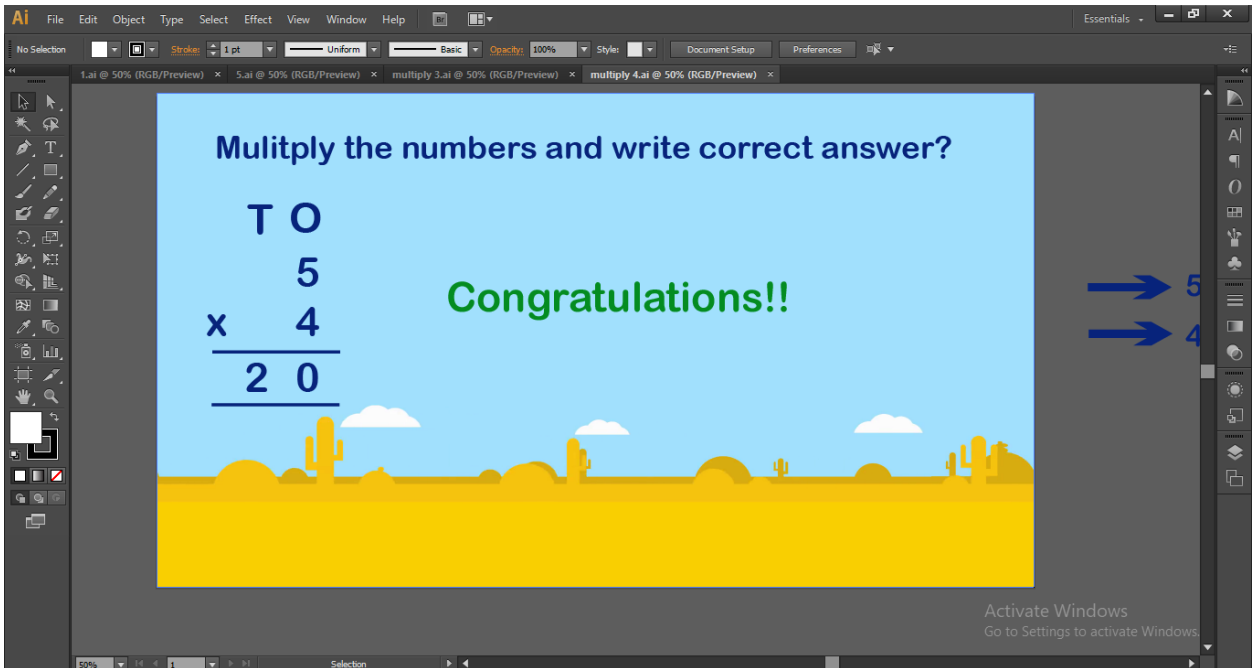 Ai File Edit Object Type Select Effect View Window Help Br Essentials
No Selection Stroke: 1 pt Uniform Basic Opacity: 100% Style: Document Setup Preferences
1.ai @ 50% (RGB/Preview) × 5.ai @ 50% (RGB/Preview) × multiply 3.ai @ 50% (RGB/Preview) × multiply 4.ai @ 50% (RGB/Preview) ×
Mulitply the numbers and write correct answer?
T O
5
x 4
2 0
Congratulations!!
5
4
Activate Windows
Go to Settings to activate Windows.
50% 1 Selection